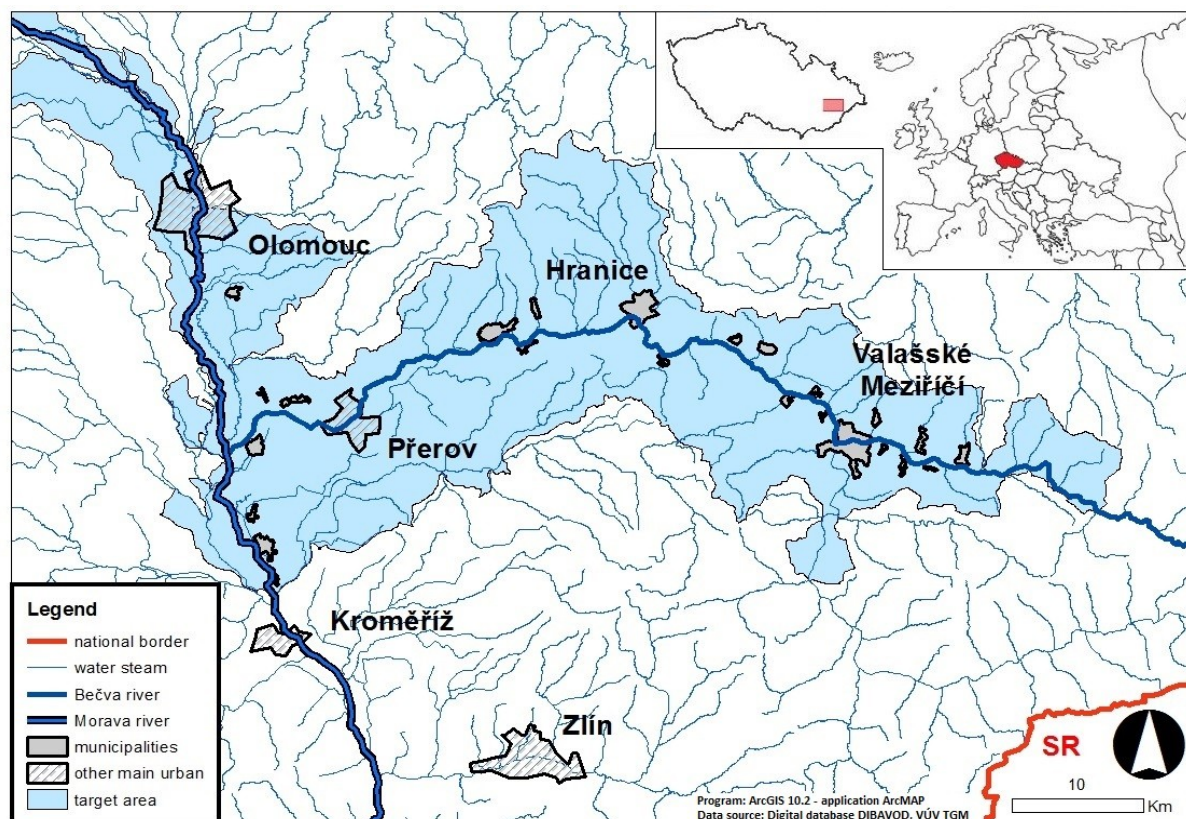 Olomouc
Hranice
Valašské
Meziříčí
Přerov
Kroměříž
Zlín
SR
Legend
national border
water steam
Bečva river
Morava river
municipalities
other main urban
target area
10
Km
Program: ArcGIS 10.2 - application ArcMAP
Data source: Digital database DIBAVOD, VÚV TGM